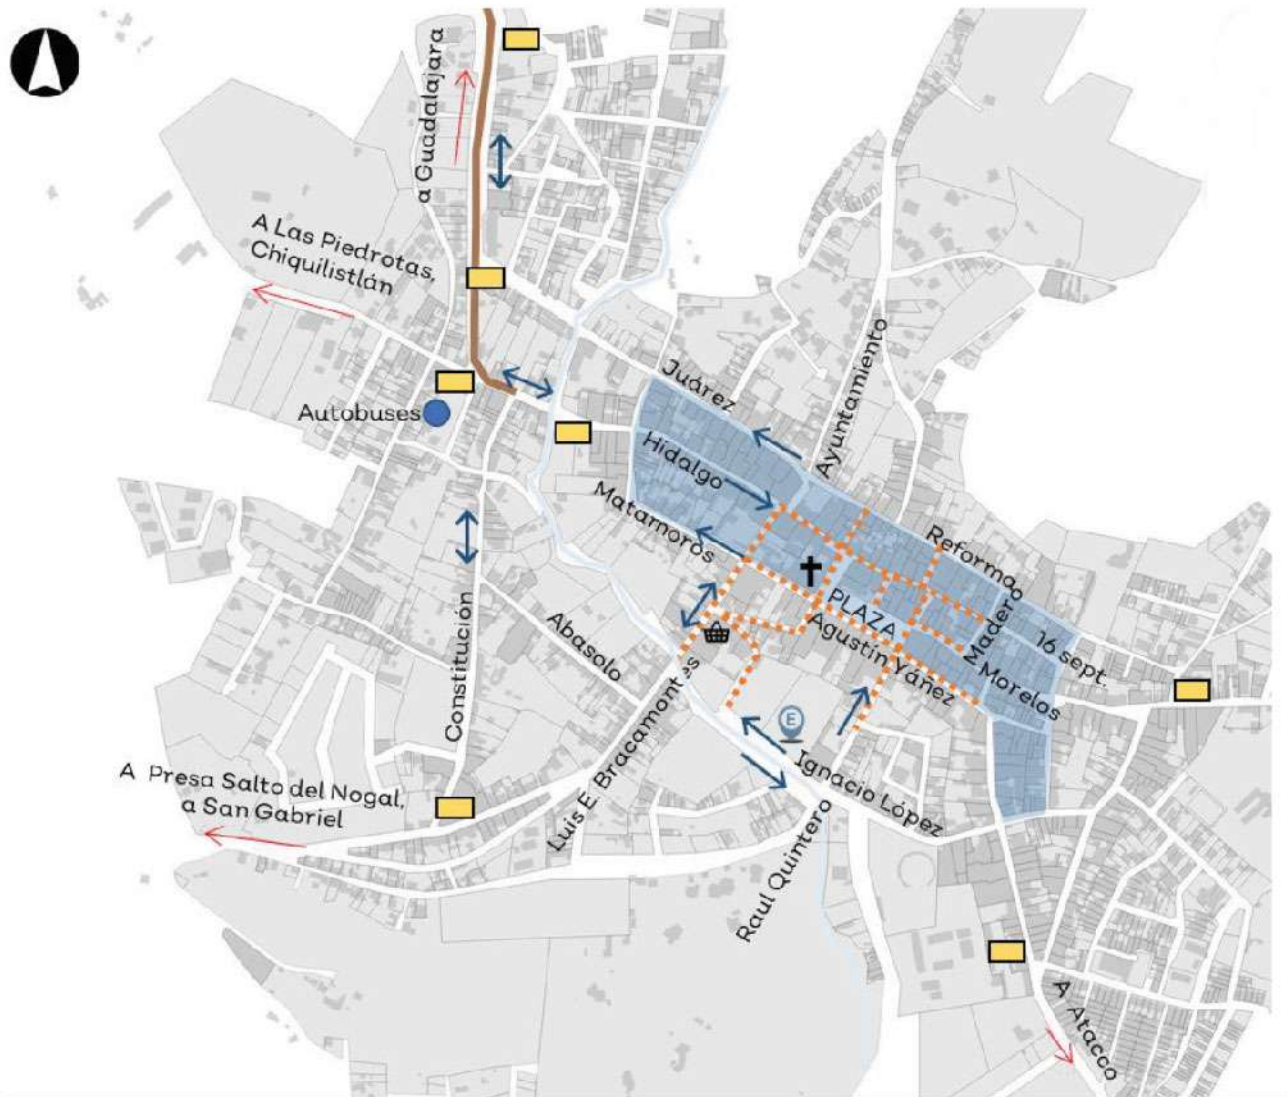 a Guadalajara
A Las Piedrotas,
Chiquilistlán
Autobuses
Juárez
Ayuntamiento
Hidalgo
Matamoros
Reforma
PLAZA
Madero
16 sept.
Agustín Yáñez
Morelos
Constitución
Abasolo
Luis E. Bracamontes
E
Ignacio López
A Presa Salto del Nogal,
a San Gabriel
Raul Quintero
A Atacco